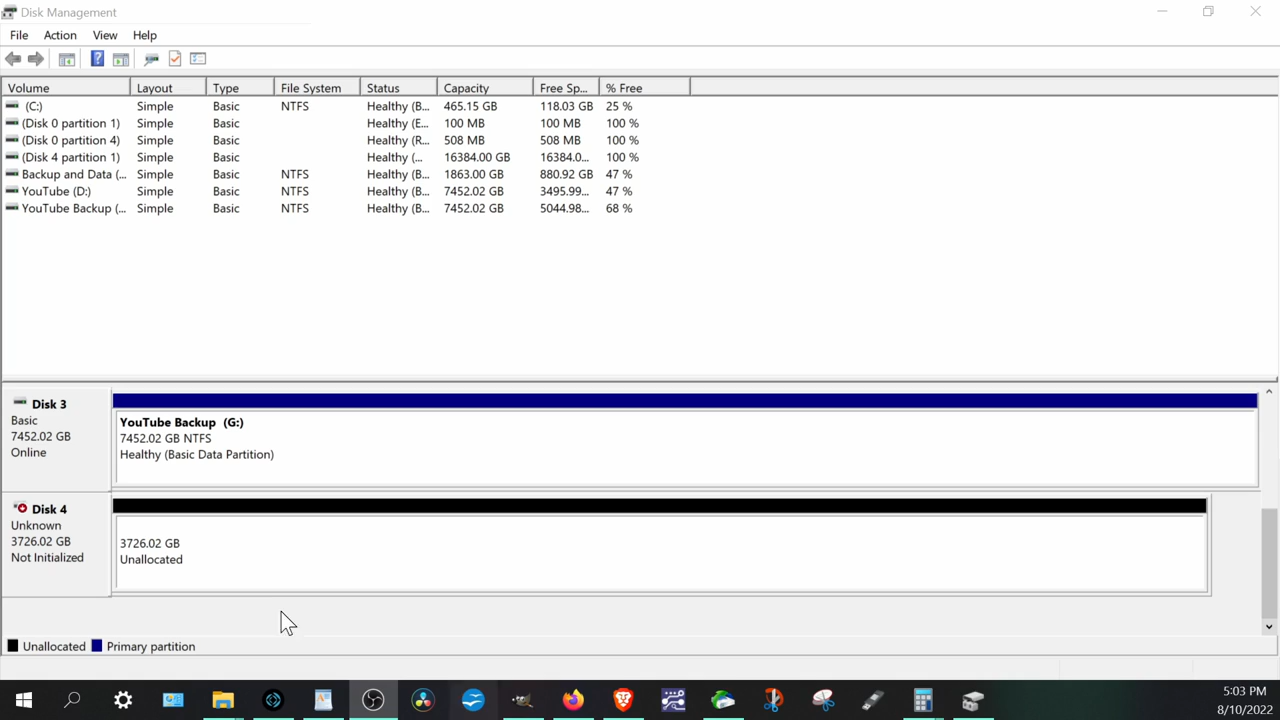 Disk Management
File Action View Help
Volume Layout Type File System Status Capacity Free Sp... % Free
(C:) Simple Basic NTFS Healthy (B... 465.15 GB 118.03 GB 25 %
(Disk 0 partition 1) Simple Basic Healthy (E... 100 MB 100 MB 100 %
(Disk 0 partition 4) Simple Basic Healthy (R... 508 MB 508 MB 100 %
(Disk 4 partition 1) Simple Basic Healthy (... 16384.00 GB 16384.0... 100 %
Backup and Data (... Simple Basic NTFS Healthy (B... 1863.00 GB 880.92 GB 47 %
YouTube (D:) Simple Basic NTFS Healthy (B... 7452.02 GB 3495.99... 47 %
YouTube Backup (... Simple Basic NTFS Healthy (B... 7452.02 GB 5044.98... 68 %
Disk 3
Basic
7452.02 GB
Online
YouTube Backup (G:)
7452.02 GB NTFS
Healthy (Basic Data Partition)
Disk 4
Unknown
3726.02 GB
Not Initialized
3726.02 GB
Unallocated
Unallocated Primary partition
5:03 PM
8/10/2022